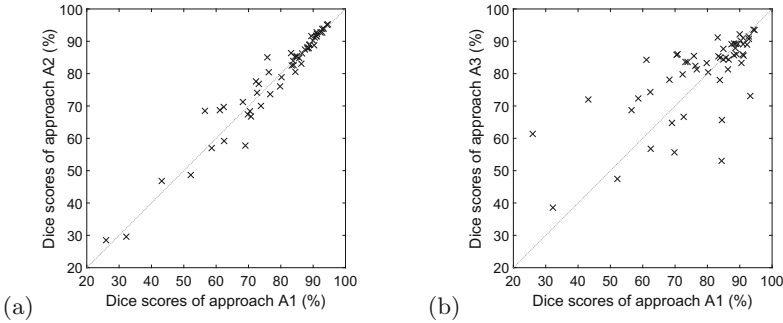 Dice scores of approach A2 (%)
100
90
80
70
60
50
40
30
20
20 30 40 50 60 70 80 90 100
Dice scores of approach A1 (%)
(a)
Dice scores of approach A3 (%)
100
90
80
70
60
50
40
30
20
20 30 40 50 60 70 80 90 100
Dice scores of approach A1 (%)
(b)